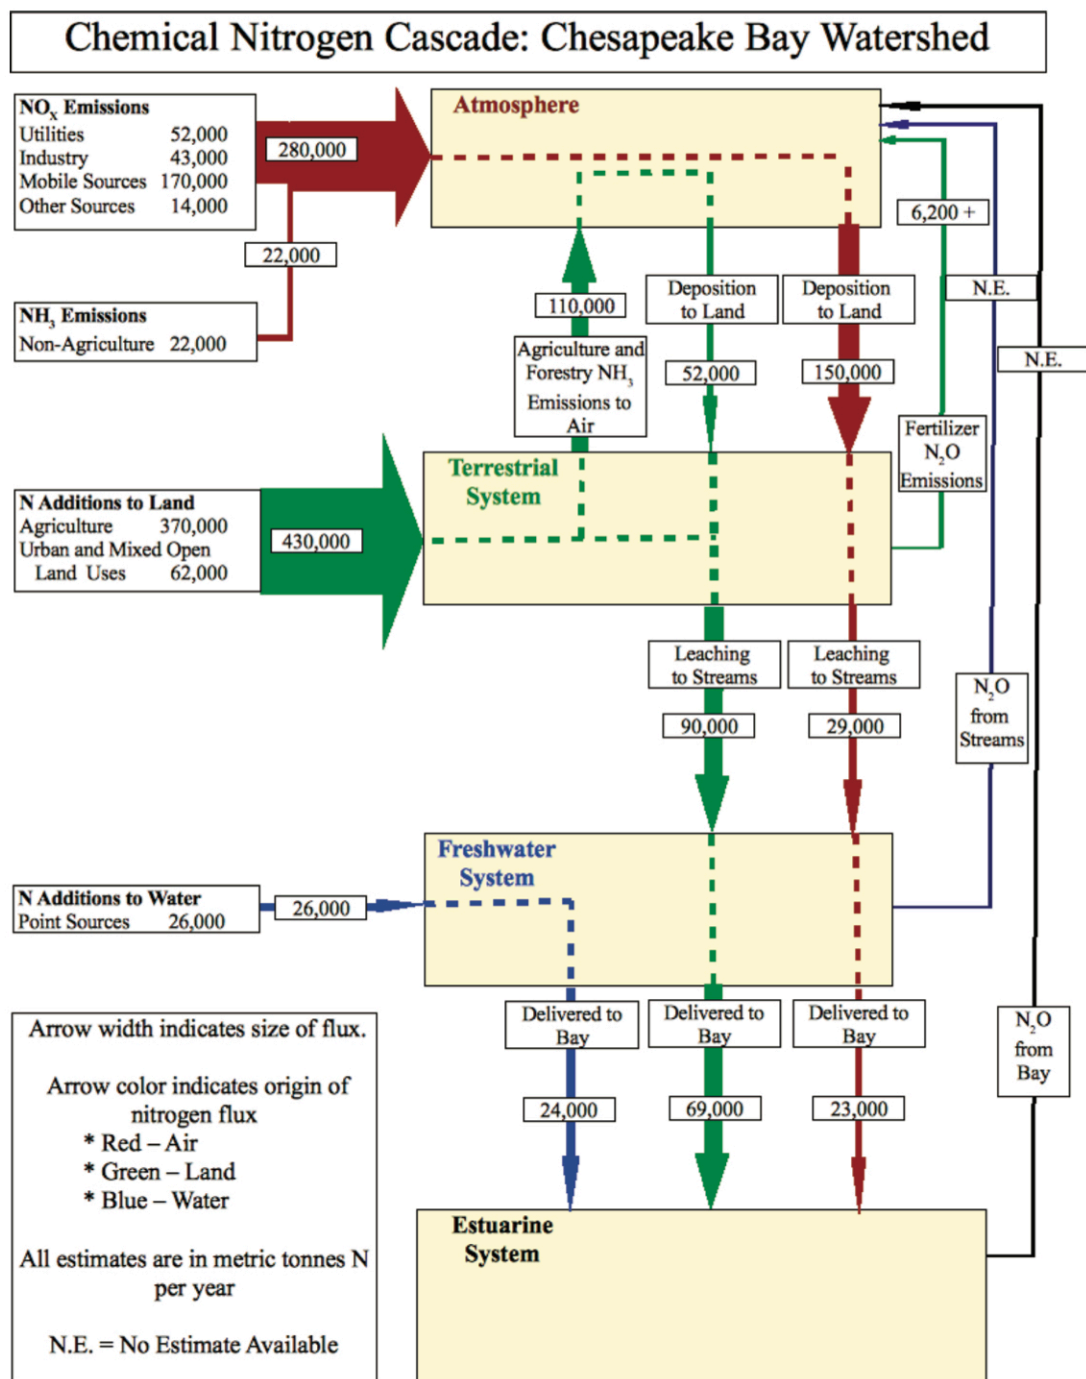 Chemical Nitrogen Cascade: Chesapeake Bay Watershed
NOX Emissions
Utilities 52,000
Industry 43,000
Mobile Sources 170,000
Other Sources 14,000
280,000
22,000
NH3 Emissions
Non-Agriculture 22,000
Atmosphere
110,000
Agriculture and
Forestry NH3
Emissions to
Air
Deposition
to Land
52,000
Deposition
to Land
150,000
6,200 +
N.E.
N.E.
Fertilizer
N2O
Emissions
N Additions to Land
Agriculture 370,000
Urban and Mixed Open
Land Uses 62,000
430,000
Terrestrial
System
Leaching
to Streams
90,000
Leaching
to Streams
29,000
N2O
from
Streams
N Additions to Water
Point Sources 26,000
26,000
Freshwater
System
Delivered to
Bay
24,000
Delivered to
Bay
69,000
Delivered to
Bay
23,000
N2O
from
Bay
Estuarine
System
Arrow width indicates size of flux.
Arrow color indicates origin of
nitrogen flux
* Red – Air
* Green – Land
* Blue – Water
All estimates are in metric tonnes N
per year
N.E. = No Estimate Available